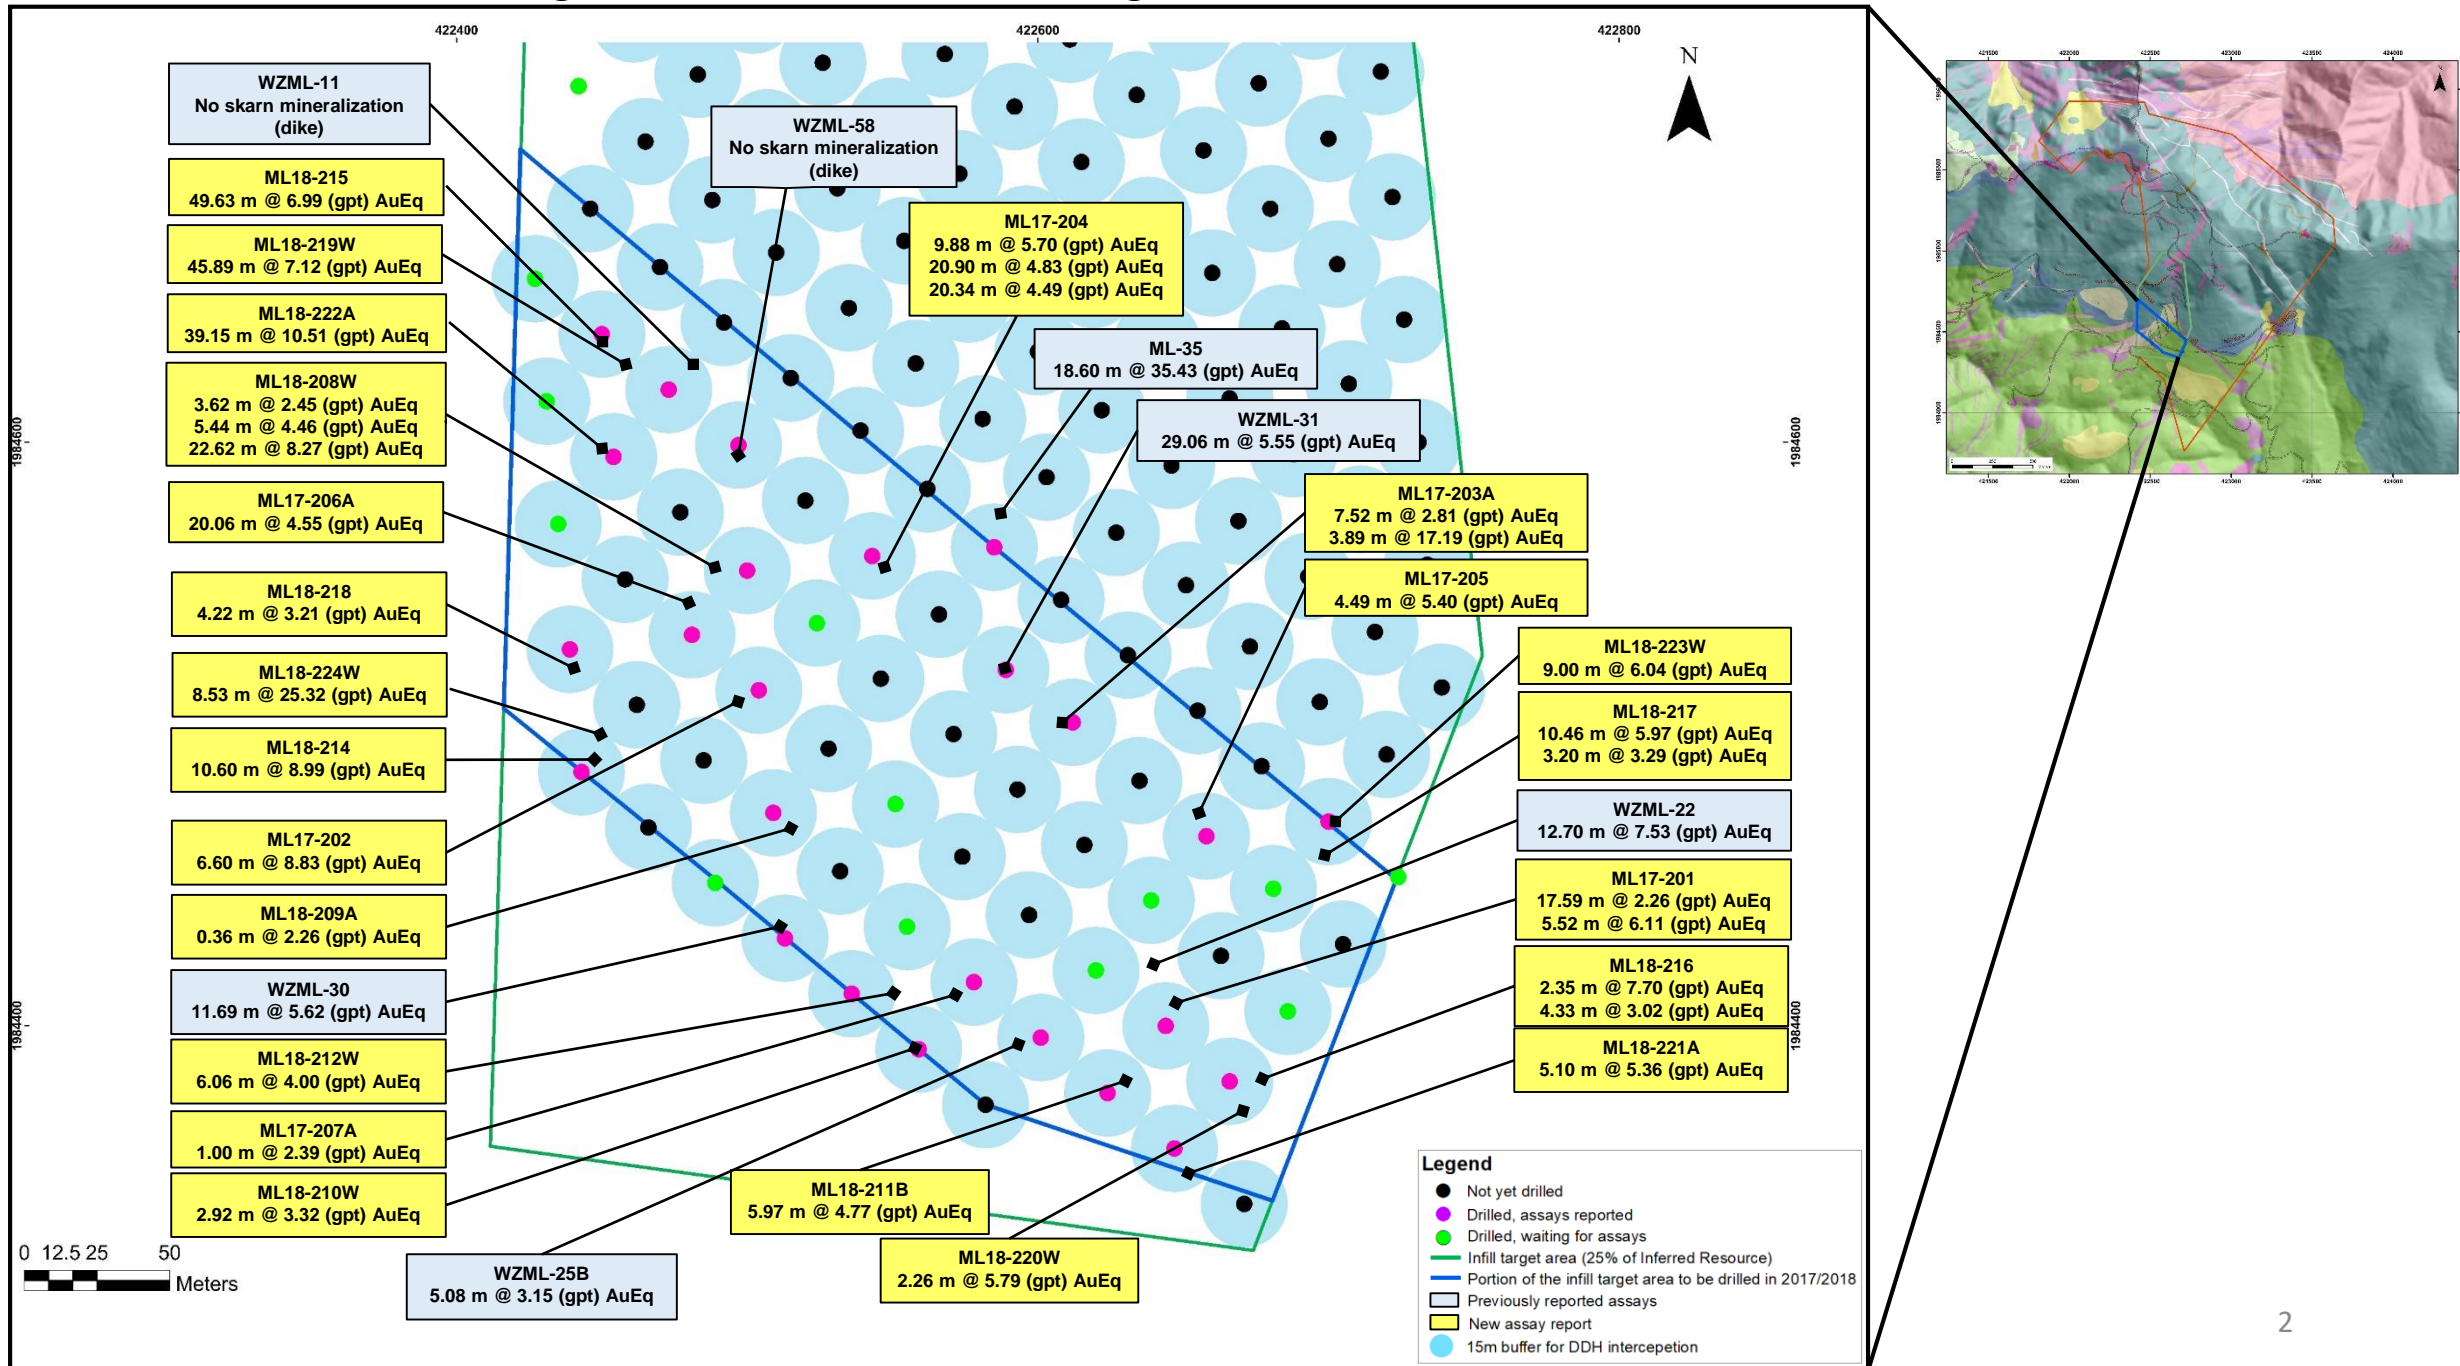 422400
422600
422800
N
WZML-11
No skarn mineralization
(dike)
WZML-58
No skarn mineralization
(dike)
ML18-215
49.63 m @ 6.99 (gpt) AuEq
ML18-219W
45.89 m @ 7.12 (gpt) AuEq
ML18-222A
39.15 m @ 10.51 (gpt) AuEq
ML18-208W
3.62 m @ 2.45 (gpt) AuEq
5.44 m @ 4.46 (gpt) AuEq
22.62 m @ 8.27 (gpt) AuEq
ML17-206A
20.06 m @ 4.55 (gpt) AuEq
ML18-218
4.22 m @ 3.21 (gpt) AuEq
ML18-224W
8.53 m @ 25.32 (gpt) AuEq
ML18-214
10.60 m @ 8.99 (gpt) AuEq
ML17-202
6.60 m @ 8.83 (gpt) AuEq
ML18-209A
0.36 m @ 2.26 (gpt) AuEq
WZML-30
11.69 m @ 5.62 (gpt) AuEq
ML18-212W
6.06 m @ 4.00 (gpt) AuEq
ML17-207A
1.00 m @ 2.39 (gpt) AuEq
ML18-210W
2.92 m @ 3.32 (gpt) AuEq
WZML-25B
5.08 m @ 3.15 (gpt) AuEq
ML18-211B
5.97 m @ 4.77 (gpt) AuEq
ML18-220W
2.26 m @ 5.79 (gpt) AuEq
ML17-204
9.88 m @ 5.70 (gpt) AuEq
20.90 m @ 4.83 (gpt) AuEq
20.34 m @ 4.49 (gpt) AuEq
ML-35
18.60 m @ 35.43 (gpt) AuEq
WZML-31
29.06 m @ 5.55 (gpt) AuEq
ML17-203A
7.52 m @ 2.81 (gpt) AuEq
3.89 m @ 17.19 (gpt) AuEq
ML17-205
4.49 m @ 5.40 (gpt) AuEq
ML18-223W
9.00 m @ 6.04 (gpt) AuEq
ML18-217
10.46 m @ 5.97 (gpt) AuEq
3.20 m @ 3.29 (gpt) AuEq
WZML-22
12.70 m @ 7.53 (gpt) AuEq
ML17-201
17.59 m @ 2.26 (gpt) AuEq
5.52 m @ 6.11 (gpt) AuEq
ML18-216
2.35 m @ 7.70 (gpt) AuEq
4.33 m @ 3.02 (gpt) AuEq
ML18-221A
5.10 m @ 5.36 (gpt) AuEq
1984600
1984600
1984400
1984400
0 12.5 25 50
Meters
Legend
Not yet drilled
Drilled, assays reported
Drilled, waiting for assays
Infill target area (25% of Inferred Resource)
Portion of the infill target area to be drilled in 2017/2018
Previously reported assays
New assay report
15m buffer for DDH intercepetion
421500 422000 422500 423000 423500 424000
1985500
1985000
1984500
1984000
421500 422000 422500 423000 423500 424000
N
2